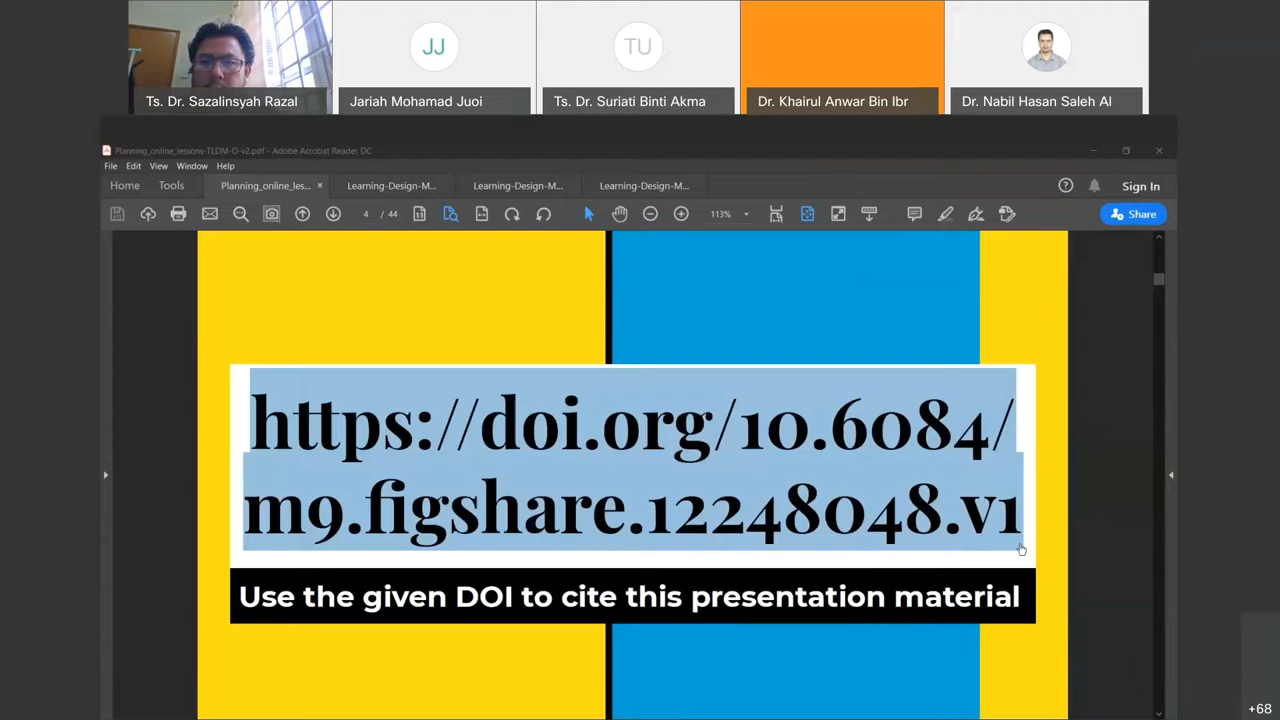 JJ
TU
Ts. Dr. Sazalinsyah Razal
Jariah Mohamad Juoi
Ts. Dr. Suriati Binti Akma
Dr. Khairul Anwar Bin Ibr
Dr. Nabil Hasan Saleh Al
Planning_online_lessons-TLDM-O-v2.pdf - Adobe Acrobat Reader DC
File Edit View Window Help
Home Tools Planning_online_les... × Learning-Design-M... Learning-Design-M... Learning-Design-M... Sign In
4 / 44 113% Share
https://doi.org/10.6084/
m9.figshare.12248048.v1
Use the given DOI to cite this presentation material
+68